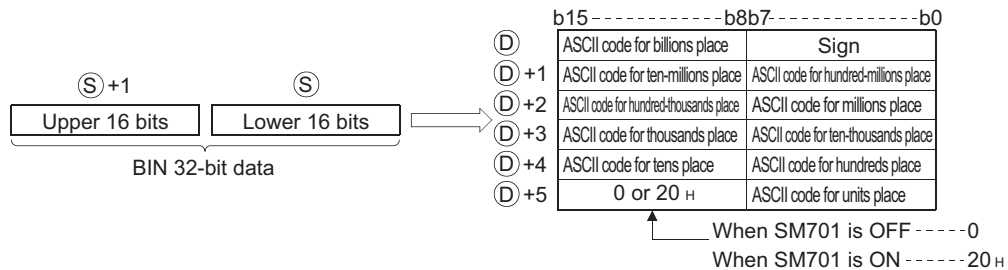 b15 b8b7 b0
D ASCII code for billions place Sign
S +1 S D +1 ASCII code for ten-millions place ASCII code for hundred-millions place
D +2 ASCII code for hundred-thousands place ASCII code for millions place
Upper 16 bits Lower 16 bits D +3 ASCII code for thousands place ASCII code for ten-thousands place
BIN 32-bit data D +4 ASCII code for tens place ASCII code for hundreds place
D +5 0 or 20 H ASCII code for units place
When SM701 is OFF-----0
When SM701 is ON------20 H